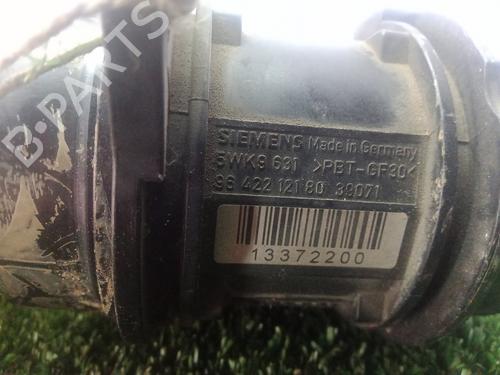 B-PARTS
SIEMENS Made in Germany
5WK9 631 >PBT-GF30<
96 422 121 80 39071
13372200